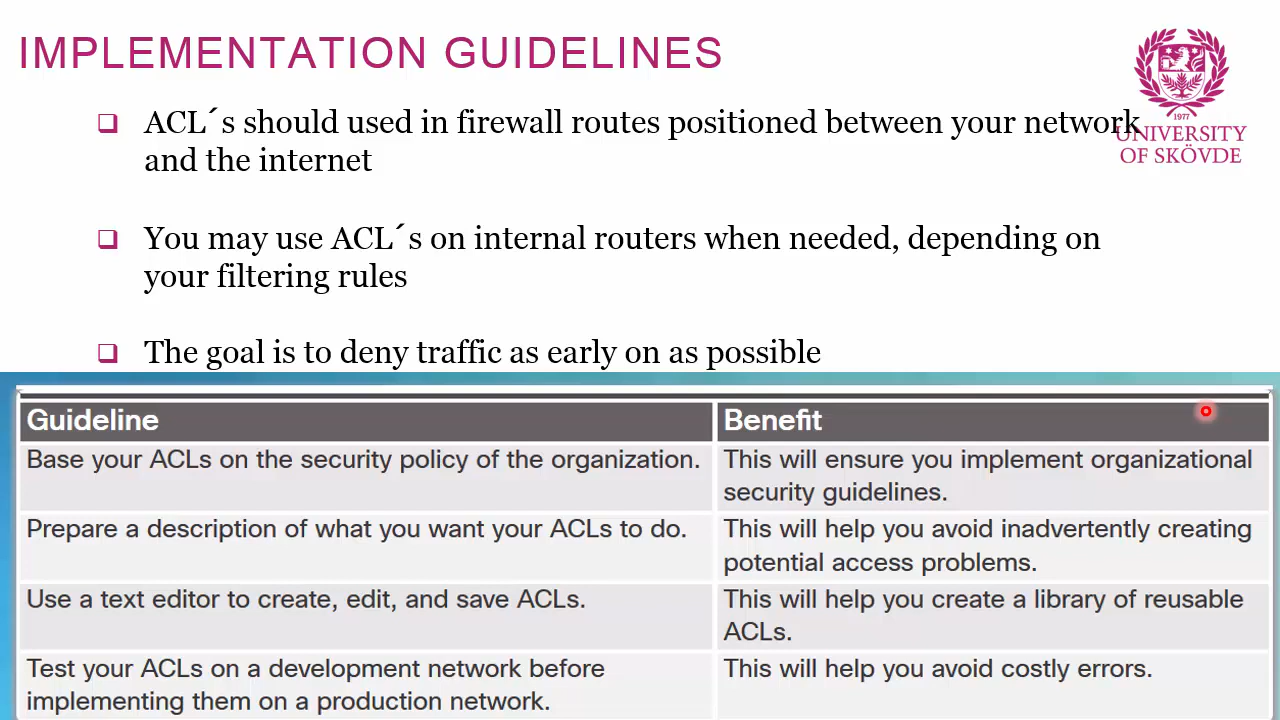 IMPLEMENTATION GUIDELINES
ACL´s should used in firewall routes positioned between your network
and the internet
1977
UNIVERSITY
OF SKÖVDE
You may use ACL´s on internal routers when needed, depending on
your filtering rules
The goal is to deny traffic as early on as possible
Guideline
Benefit
Base your ACLs on the security policy of the organization.
This will ensure you implement organizational
security guidelines.
Prepare a description of what you want your ACLs to do.
This will help you avoid inadvertently creating
potential access problems.
Use a text editor to create, edit, and save ACLs.
This will help you create a library of reusable
ACLs.
Test your ACLs on a development network before
implementing them on a production network.
This will help you avoid costly errors.